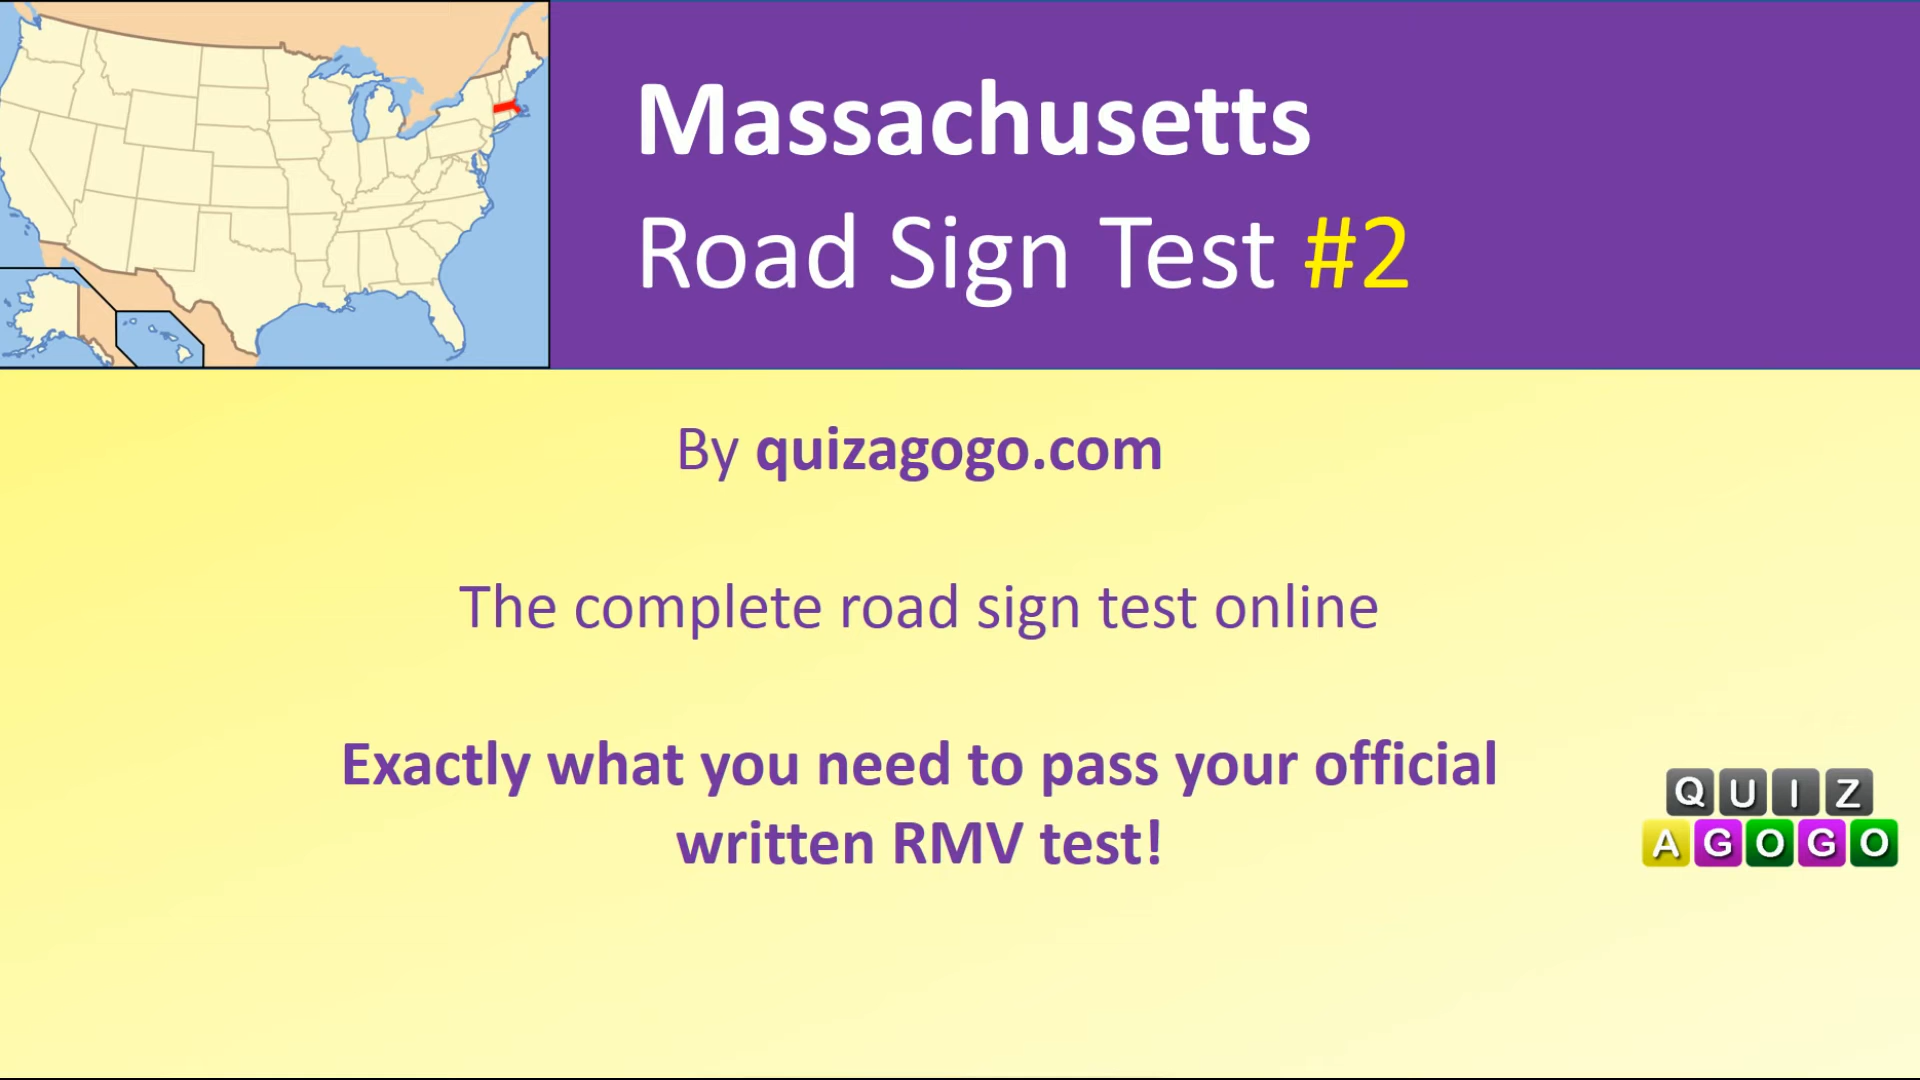 Massachusetts
Road Sign Test #2
By quizagogo.com
The complete road sign test online
Exactly what you need to pass your official
written RMV test!
QUIZ
AGOGO